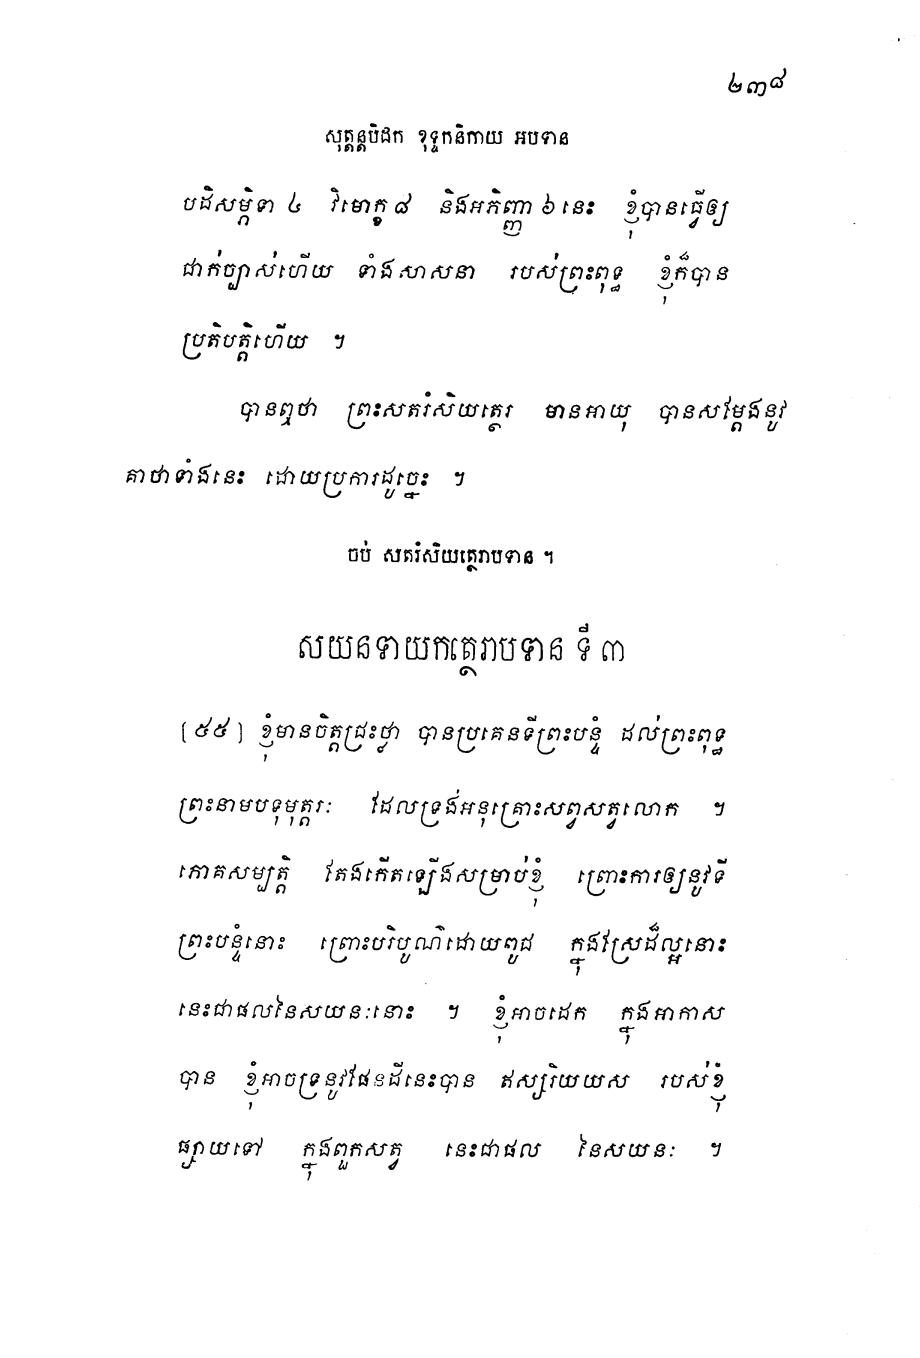 ២៣៨
សុត្តន្តបិដក ខុទ្ទកនិកាយ អបទាន
បដិសម្ភិទា ៤ វិមោក្ខ ៨ និងអភិញ្ញា ៦ នេះ ខ្ញុំបានធ្វើឲ្យ
ជាក់ច្បាស់ហើយ ទាំងសាសនា របស់ព្រះពុទ្ធ ខ្ញុំក៏បាន
ប្រតិបត្តិហើយ ។
បានឮថា ព្រះសតរំសិយត្ថេរ មានអាយុ បានសម្ដែងនូវ
គាថាទាំងនេះ ដោយប្រការដូច្នេះ ។
ចប់ សតរំសិយត្ថេរាបទាន ។
សយនទាយកត្ថេរាបទាន ទី ៣
(៥៥) ខ្ញុំមានចិត្តជ្រះថ្លា បានប្រគេនទីព្រះបន្ទំ ដល់ព្រះពុទ្ធ
ព្រះនាមបទុមុត្តរៈ ដែលទ្រង់អនុគ្រោះសព្វសត្វលោក ។
ភោគសម្បត្តិ តែងកើតឡើងសម្រាប់ខ្ញុំ ព្រោះការឲ្យនូវទី
ព្រះបន្ទំនោះ ព្រោះបរិបូណ៌ដោយពូជ ក្នុងស្រែដ៏ល្អនោះ
នេះជាផលនៃសយនៈនោះ ។ ខ្ញុំអាចដេក ក្នុងអាកាស
បាន ខ្ញុំអាចទ្រនូវផែនដីនេះបាន ឥស្សរិយយស របស់ខ្ញុំ
ផ្សាយទៅ ក្នុងពួកសត្វ នេះជាផល នៃសយនៈ ។